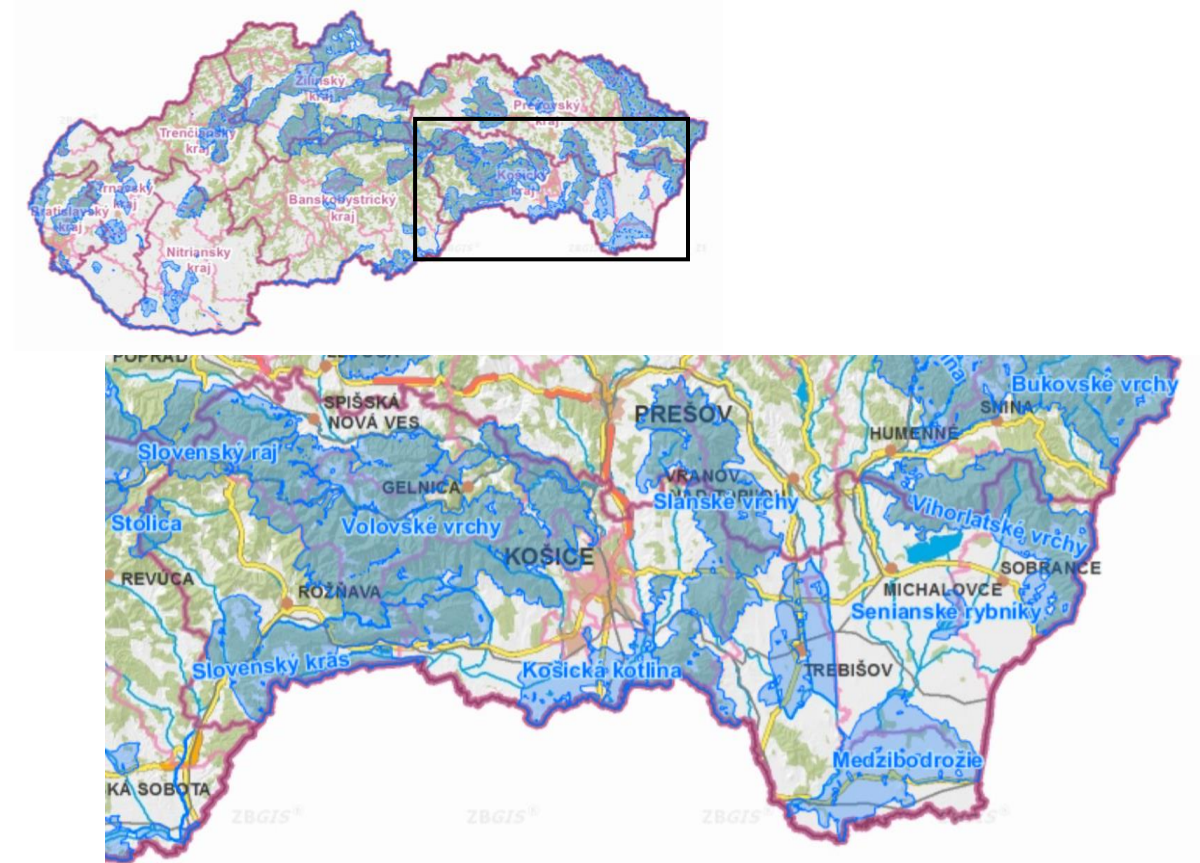 Žilinský
kraj
Prešovský
kraj
Trenčiansky
kraj
Košický
kraj
Trnavský
kraj
Banskobystrický
kraj
Bratislavský
kraj
Nitriansky
kraj
POPRAD
Bukovské vrchy
SNINA
SPIŠSKÁ
NOVÁ VES
PREŠOV
HUMENNÉ
Slovenský raj
GELNICA
VRANOV
Slanské vrchy
Vihorlatské vrchy
Stolica
Volovské vrchy
KOŠICE
SOBRANCE
REVÚCA
ROŽŇAVA
MICHALOVCE
Senianske rybníky
Slovenský kras
Košická kotlina
TREBIŠOV
Medzibodrožie
KÁ SOBOTA
ZBGIS®
ZBGIS®
ZBGIS®